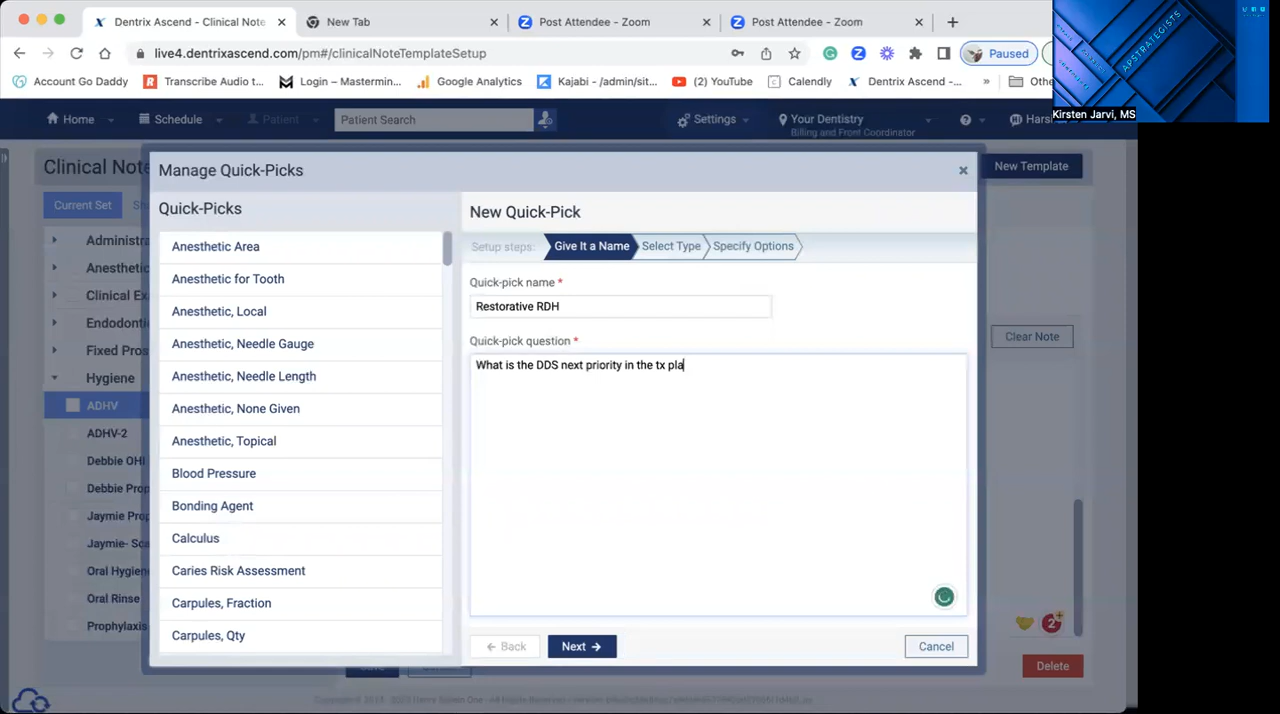 Dentrix Ascend - Clinical Note
New Tab
Post Attendee - Zoom
Post Attendee - Zoom
live4.dentrixascend.com/pm#/clinicalNoteTemplateSetup
Paused
Account Go Daddy
Transcribe Audio t...
Login – Mastermin...
Google Analytics
Kajabi - /admin/sit...
(2) YouTube
Calendly
Dentrix Ascend -...
»
APSTRATEGISTS
Kirsten Jarvi, MS
Home
Schedule
Patient
Patient Search
Settings
Your Dentistry
Billing and Front Coordinator
Clinical Not
New Template
Current Set
Manage Quick-Picks
×
Quick-Picks
Anesthetic Area
Anesthetic for Tooth
Anesthetic, Local
Anesthetic, Needle Gauge
Anesthetic, Needle Length
Anesthetic, None Given
Anesthetic, Topical
Blood Pressure
Bonding Agent
Calculus
Caries Risk Assessment
Carpules, Fraction
Carpules, Qty
New Quick-Pick
Setup steps:
Give It a Name
Select Type
Specify Options
Quick-pick name *
Restorative RDH
Quick-pick question *
What is the DDS next priority in the tx pla
← Back
Next →
Cancel
Administra
Anesthetic
Clinical Exa
Endodonti
Fixed Pros
Hygiene
ADHV
ADHV-2
Debbie OHI
Debbie Prop
Jaymie Prop
Jaymie- Sca
Oral Hygiene
Oral Rinse
Prophylaxis
Clear Note
2
Delete